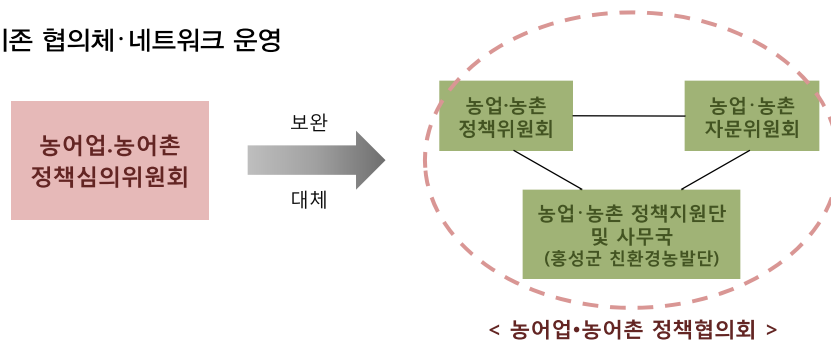 존 협의체·네트워크 운영
농어업.농어촌
정책심의위원회
보완
대체
농업·농촌
정책위원회
농업·농촌
자문위원회
농업·농촌 정책지원단
및 사무국
(홍성군 친환경농발단)
< 농어업•농어촌 정책협의회 >